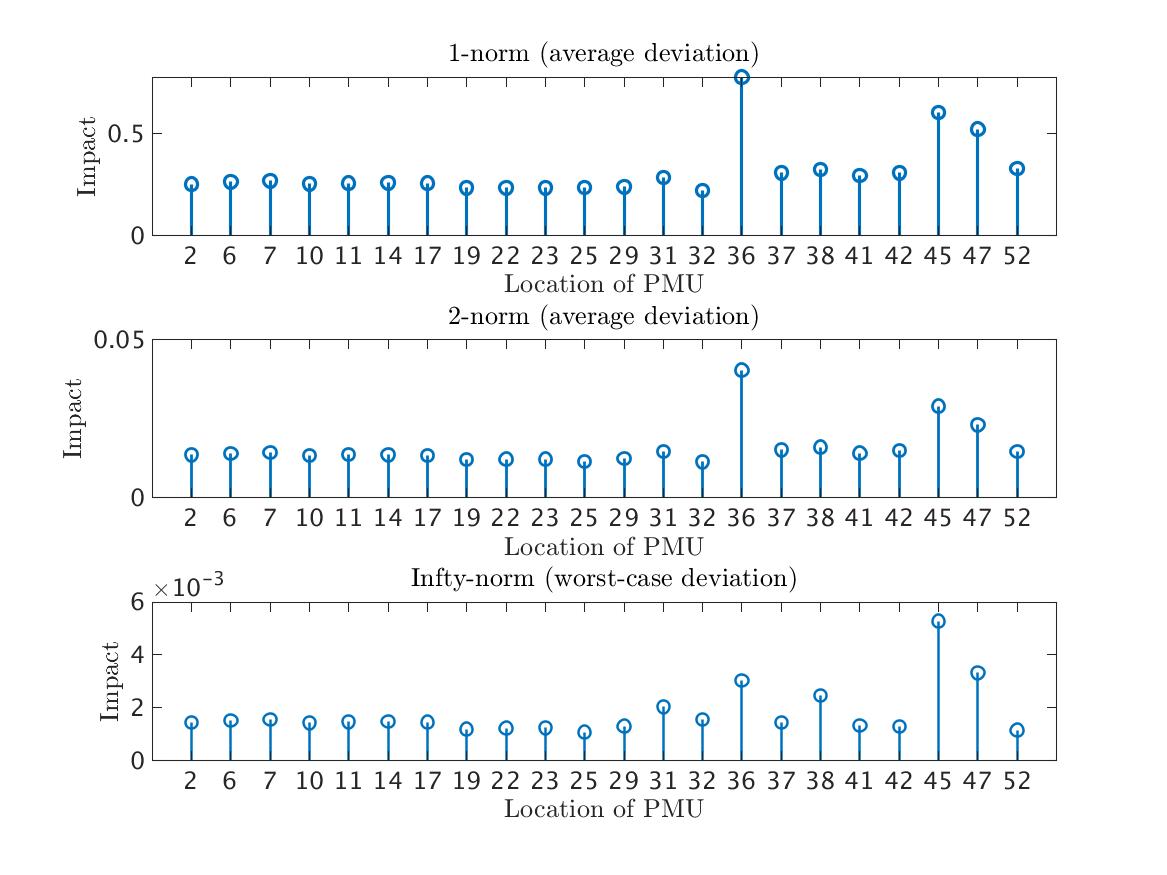 1-norm (average deviation)
Impact
0.5
0
2 6 7 10 11 14 17 19 22 23 25 29 31 32 36 37 38 41 42 45 47 52
Location of PMU
2-norm (average deviation)
Impact
0.05
0
2 6 7 10 11 14 17 19 22 23 25 29 31 32 36 37 38 41 42 45 47 52
Location of PMU
Infty-norm (worst-case deviation)
×10⁻³
Impact
6
4
2
0
2 6 7 10 11 14 17 19 22 23 25 29 31 32 36 37 38 41 42 45 47 52
Location of PMU